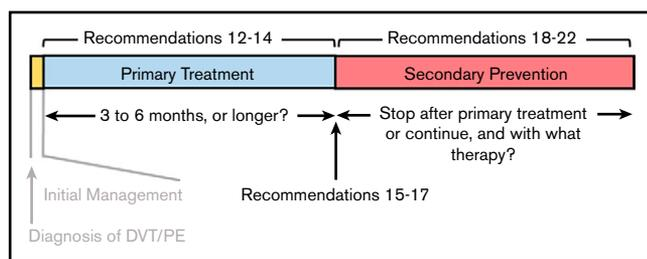 Recommendations 12-14
Recommendations 18-22
Primary Treatment
Secondary Prevention
3 to 6 months, or longer?
Stop after primary treatment
or continue, and with what
therapy?
Initial Management
Recommendations 15-17
Diagnosis of DVT/PE